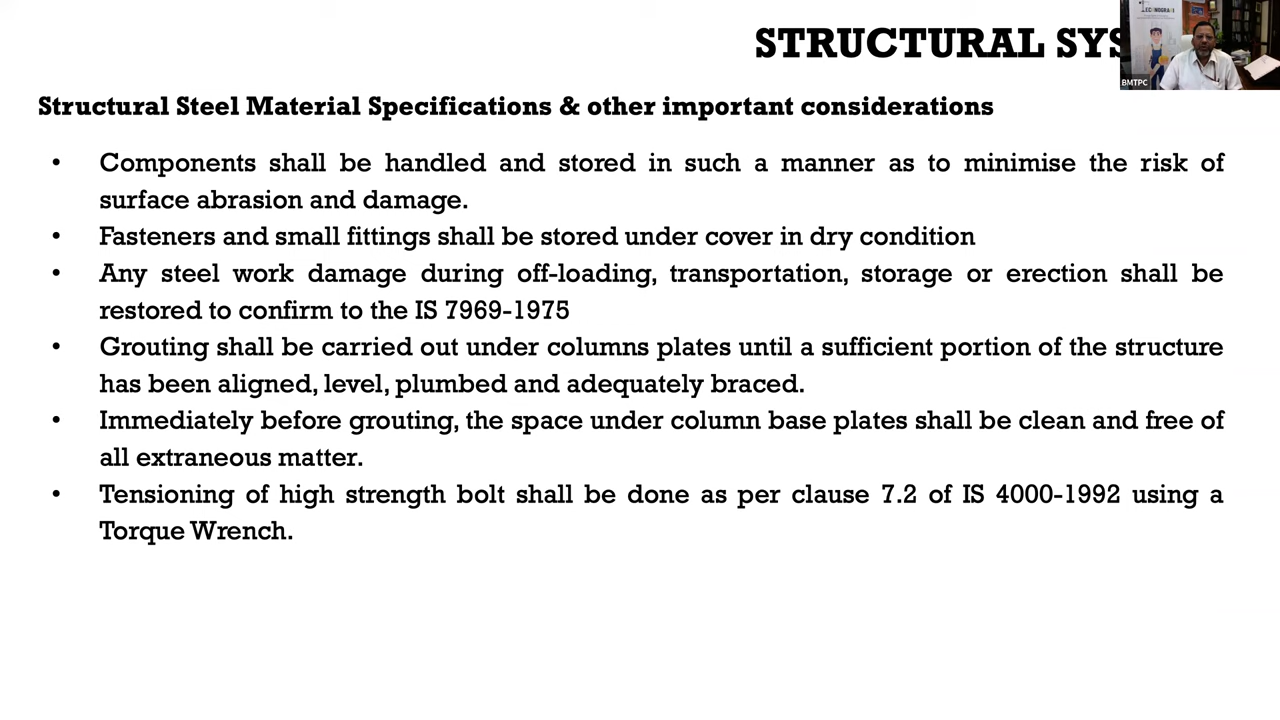 STRUCTURAL SYS
BMTPC
Structural Steel Material Specifications & other important considerations
• Components shall be handled and stored in such a manner as to minimise the risk of
surface abrasion and damage.
• Fasteners and small fittings shall be stored under cover in dry condition
• Any steel work damage during off-loading, transportation, storage or erection shall be
restored to confirm to the IS 7969-1975
• Grouting shall be carried out under columns plates until a sufficient portion of the structure
has been aligned, level, plumbed and adequately braced.
• Immediately before grouting, the space under column base plates shall be clean and free of
all extraneous matter.
• Tensioning of high strength bolt shall be done as per clause 7.2 of IS 4000-1992 using a
Torque Wrench.